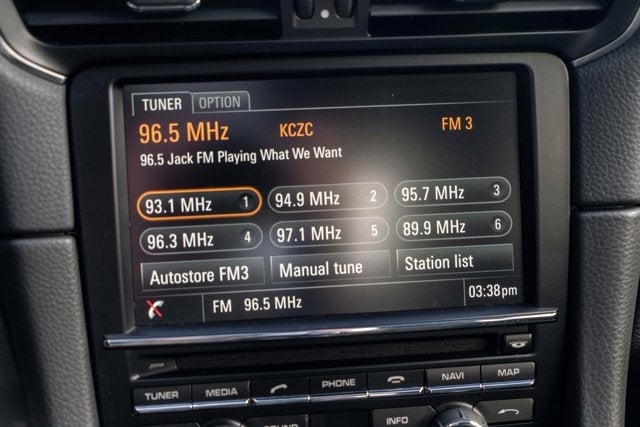 TUNER OPTION
96.5 MHz KCZC FM 3
96.5 Jack FM Playing What We Want
93.1 MHz 1 94.9 MHz 2 95.7 MHz 3
96.3 MHz 4 97.1 MHz 5 89.9 MHz 6
Autostore FM3 Manual tune Station list
FM 96.5 MHz 03:38 pm
TUNER MEDIA PHONE NAVI MAP
SOUND INFO